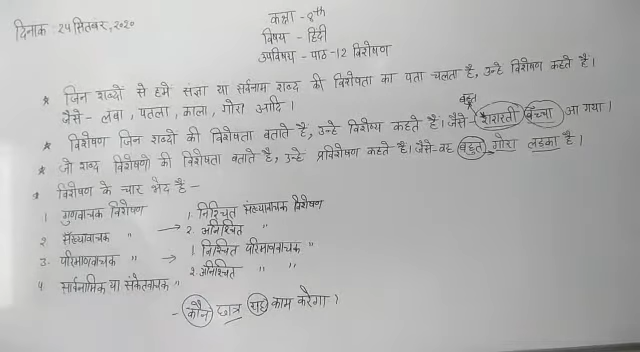 दिनांक : 24 सितंबर, २०२०
कक्षा - 8th
विषय - हिंदी
उपविषय - पाठ-12 विशेषण
★ जिन शब्दों से हमें संज्ञा या सर्वनाम शब्द की विशेषता का पता चलता है, उन्हे विशेषण कहते हैं।
जैसे - लंबा, पतला, काला, गोरा आदि।
बहुत
★ विशेषण जिन शब्दों की विशेषता बताते हैं, उन्हे विशेष्य कहते हैं। जैसे - शरारती बच्चा आ गया।
★ जो शब्द विशेषणों की विशेषता बताते है, उन्हे प्रविशेषण कहते हैं। जैसे - वह बहुत गोरा लड़का है।
★ विशेषण के चार भेद हैं -
1 गुणवाचक विशेषण
2 संख्यावाचक " → 1. निश्चित संख्यावाचक विशेषण
2. अनिश्चित " "
3. परिमाणवाचक " → 1 निश्चित परिमाणवाचक "
2. अनिश्चित " "
4 सार्वनामिक या संकेतवाचक "
- कौन छात्र यह काम करेगा?